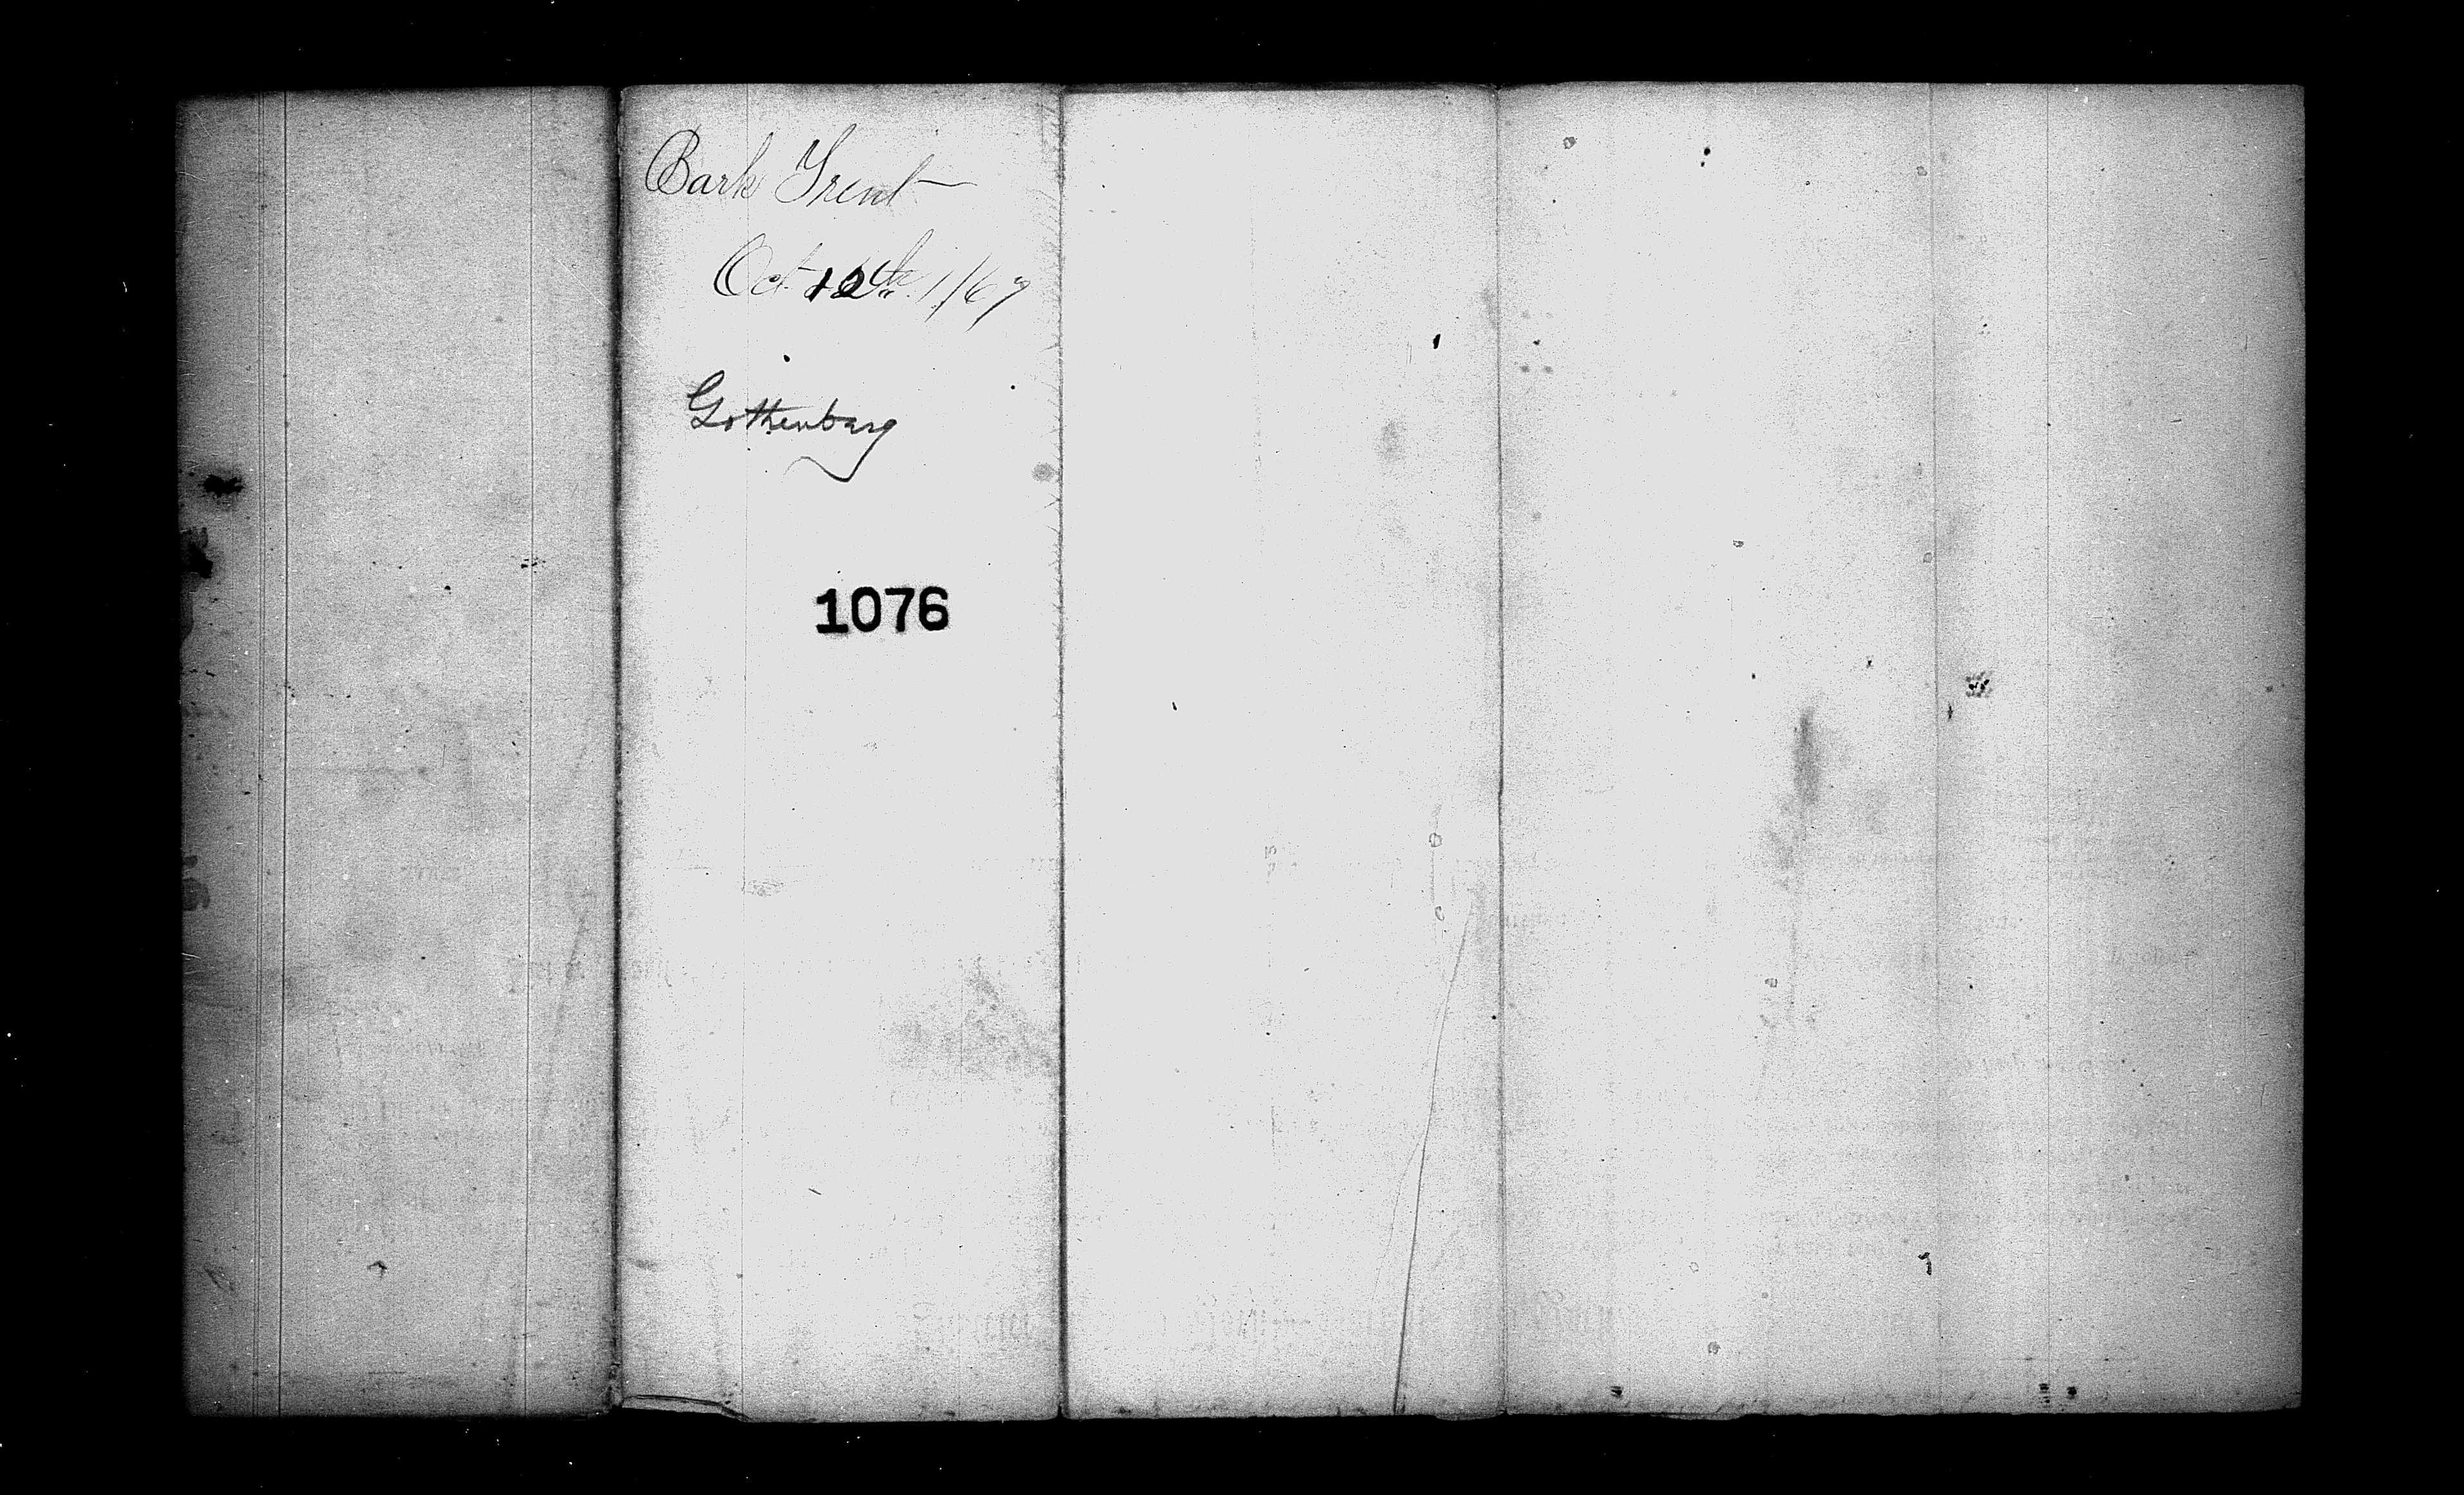 Bark Trent
Oct 12th 1/69
Gothenburg
1076